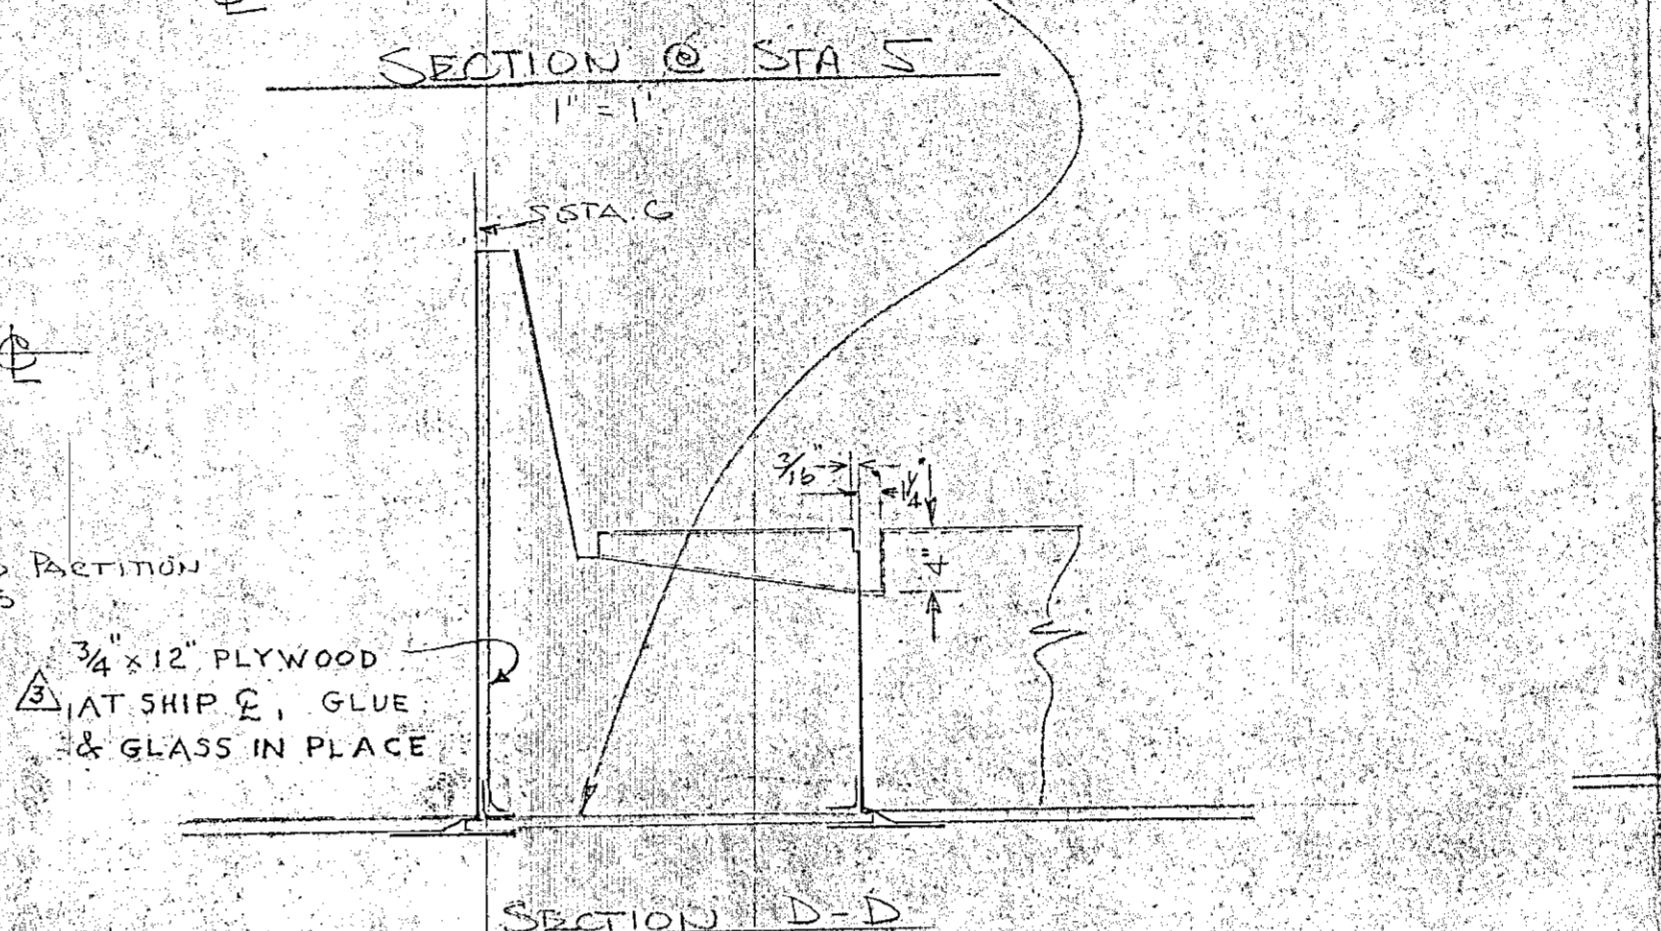 ℄
SECTION @ STA 5
1" = 1'
STA. 6
℄
PARTITION
3/4" x 12" PLYWOOD
3 AT SHIP ℄, GLUE
& GLASS IN PLACE
3/16"
1 1/4"
4"
SECTION D-D